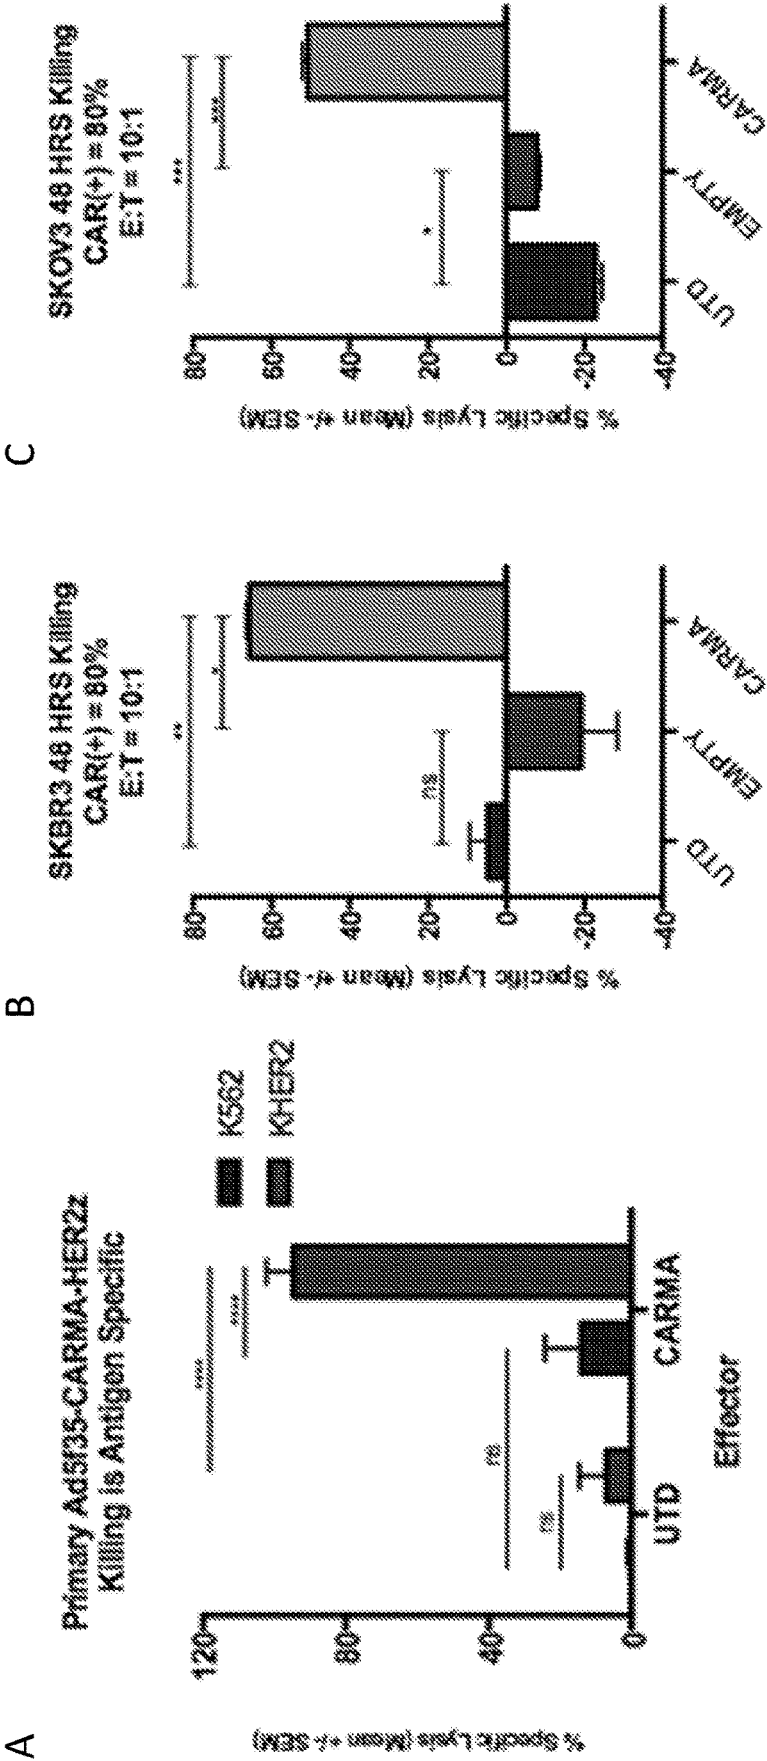 A
Primary Ad5f35-CARMA-HER2z
Killing is Antigen Specific
% Specific Lysis (Mean +/- SEM)
120
80
40
0
ns
ns
****
****
K562
KHER2
UTD
CARMA
Effector
B
SKBR3 48 HRS Killing
CAR(+) = 80%
E:T = 10:1
% Specific Lysis (Mean +/- SEM)
80
60
40
20
0
-20
-40
**
*
ns
UTD
EMPTY
CARMA
C
SKOV3 48 HRS Killing
CAR(+) = 80%
E:T = 10:1
% Specific Lysis (Mean +/- SEM)
80
60
40
20
0
-20
-40
***
***
*
UTD
EMPTY
CARMA